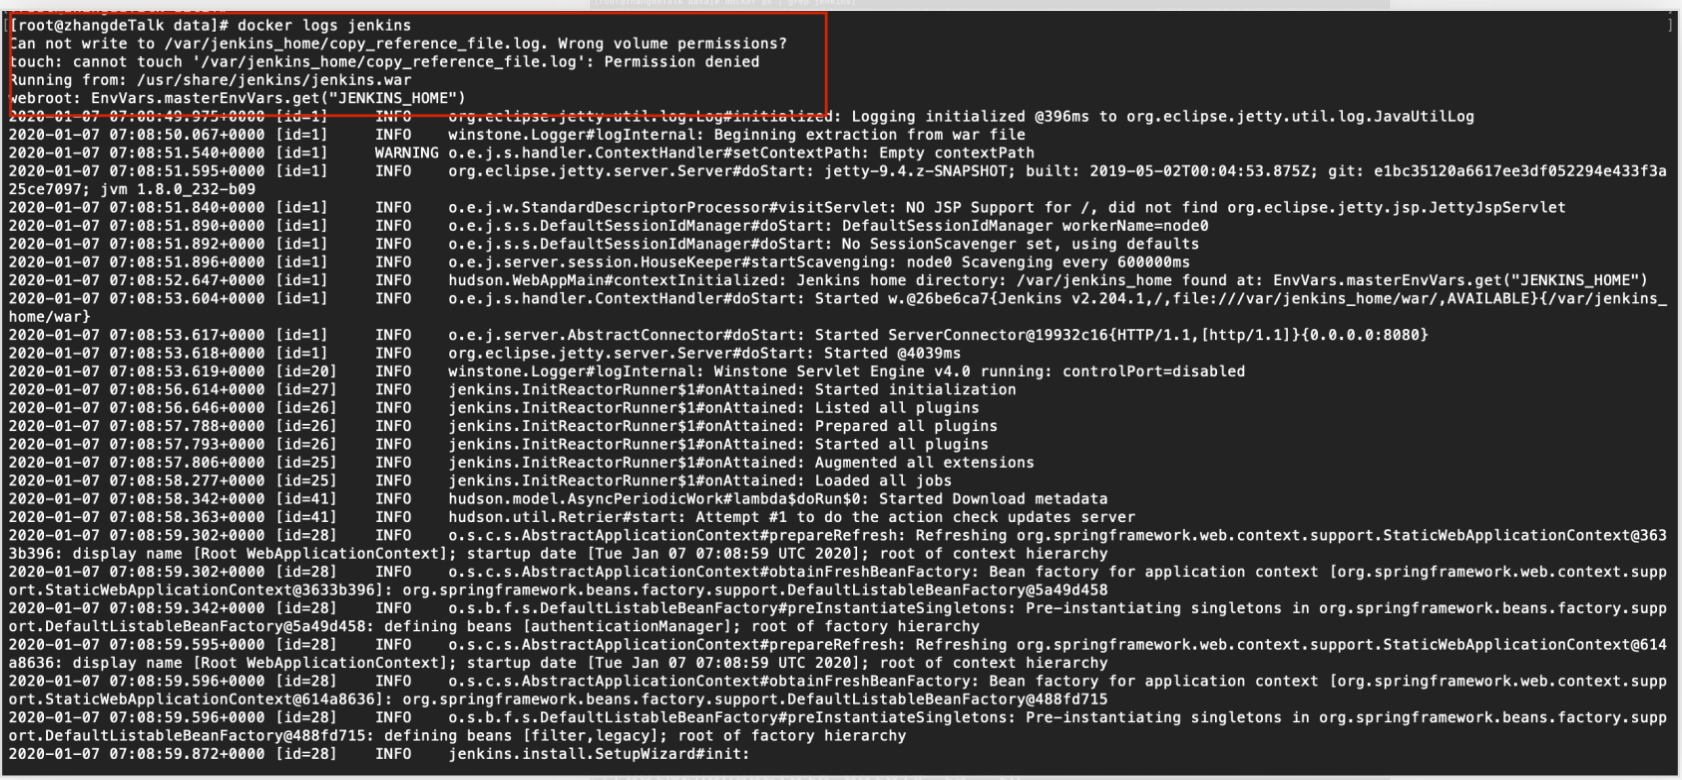 [root@zhangdeTalk data]# docker logs jenkins
Can not write to /var/jenkins_home/copy_reference_file.log. Wrong volume permissions?
touch: cannot touch '/var/jenkins_home/copy_reference_file.log': Permission denied
Running from: /usr/share/jenkins/jenkins.war
webroot: EnvVars.masterEnvVars.get("JENKINS_HOME")
2020-01-07 07:08:49.975+0000 [id=1] INFO org.eclipse.jetty.util.log.Log#initialized: Logging initialized @396ms to org.eclipse.jetty.util.log.JavaUtilLog
2020-01-07 07:08:50.067+0000 [id=1] INFO winstone.Logger#logInternal: Beginning extraction from war file
2020-01-07 07:08:51.540+0000 [id=1] WARNING o.e.j.s.handler.ContextHandler#setContextPath: Empty contextPath
2020-01-07 07:08:51.595+0000 [id=1] INFO org.eclipse.jetty.server.Server#doStart: jetty-9.4.z-SNAPSHOT; built: 2019-05-02T00:04:53.875Z; git: e1bc35120a6617ee3df052294e433f3a
25ce7097; jvm 1.8.0_232-b09
2020-01-07 07:08:51.840+0000 [id=1] INFO o.e.j.w.StandardDescriptorProcessor#visitServlet: NO JSP Support for /, did not find org.eclipse.jetty.jsp.JettyJspServlet
2020-01-07 07:08:51.890+0000 [id=1] INFO o.e.j.s.s.DefaultSessionIdManager#doStart: DefaultSessionIdManager workerName=node0
2020-01-07 07:08:51.892+0000 [id=1] INFO o.e.j.s.s.DefaultSessionIdManager#doStart: No SessionScavenger set, using defaults
2020-01-07 07:08:51.896+0000 [id=1] INFO o.e.j.server.session.HouseKeeper#startScavenging: node0 Scavenging every 600000ms
2020-01-07 07:08:52.647+0000 [id=1] INFO hudson.WebAppMain#contextInitialized: Jenkins home directory: /var/jenkins_home found at: EnvVars.masterEnvVars.get("JENKINS_HOME")
2020-01-07 07:08:53.604+0000 [id=1] INFO o.e.j.s.handler.ContextHandler#doStart: Started w.@26be6ca7{Jenkins v2.204.1,/,file:///var/jenkins_home/war/,AVAILABLE}{/var/jenkins_
home/war}
2020-01-07 07:08:53.617+0000 [id=1] INFO o.e.j.server.AbstractConnector#doStart: Started ServerConnector@19932c16{HTTP/1.1,[http/1.1]}{0.0.0.0:8080}
2020-01-07 07:08:53.618+0000 [id=1] INFO org.eclipse.jetty.server.Server#doStart: Started @4039ms
2020-01-07 07:08:53.619+0000 [id=20] INFO winstone.Logger#logInternal: Winstone Servlet Engine v4.0 running: controlPort=disabled
2020-01-07 07:08:56.614+0000 [id=27] INFO jenkins.InitReactorRunner$1#onAttained: Started initialization
2020-01-07 07:08:56.646+0000 [id=26] INFO jenkins.InitReactorRunner$1#onAttained: Listed all plugins
2020-01-07 07:08:57.788+0000 [id=26] INFO jenkins.InitReactorRunner$1#onAttained: Prepared all plugins
2020-01-07 07:08:57.793+0000 [id=26] INFO jenkins.InitReactorRunner$1#onAttained: Started all plugins
2020-01-07 07:08:57.806+0000 [id=25] INFO jenkins.InitReactorRunner$1#onAttained: Augmented all extensions
2020-01-07 07:08:58.277+0000 [id=25] INFO jenkins.InitReactorRunner$1#onAttained: Loaded all jobs
2020-01-07 07:08:58.342+0000 [id=41] INFO hudson.model.AsyncPeriodicWork#lambda$doRun$0: Started Download metadata
2020-01-07 07:08:58.363+0000 [id=41] INFO hudson.util.Retrier#start: Attempt #1 to do the action check updates server
2020-01-07 07:08:59.302+0000 [id=28] INFO o.s.c.s.AbstractApplicationContext#prepareRefresh: Refreshing org.springframework.web.context.support.StaticWebApplicationContext@363
3b396: display name [Root WebApplicationContext]; startup date [Tue Jan 07 07:08:59 UTC 2020]; root of context hierarchy
2020-01-07 07:08:59.302+0000 [id=28] INFO o.s.c.s.AbstractApplicationContext#obtainFreshBeanFactory: Bean factory for application context [org.springframework.web.context.supp
ort.StaticWebApplicationContext@3633b396]: org.springframework.beans.factory.support.DefaultListableBeanFactory@5a49d458
2020-01-07 07:08:59.342+0000 [id=28] INFO o.s.b.f.s.DefaultListableBeanFactory#preInstantiateSingletons: Pre-instantiating singletons in org.springframework.beans.factory.supp
ort.DefaultListableBeanFactory@5a49d458: defining beans [authenticationManager]; root of factory hierarchy
2020-01-07 07:08:59.595+0000 [id=28] INFO o.s.c.s.AbstractApplicationContext#prepareRefresh: Refreshing org.springframework.web.context.support.StaticWebApplicationContext@614
a8636: display name [Root WebApplicationContext]; startup date [Tue Jan 07 07:08:59 UTC 2020]; root of context hierarchy
2020-01-07 07:08:59.596+0000 [id=28] INFO o.s.c.s.AbstractApplicationContext#obtainFreshBeanFactory: Bean factory for application context [org.springframework.web.context.supp
ort.StaticWebApplicationContext@614a8636]: org.springframework.beans.factory.support.DefaultListableBeanFactory@488fd715
2020-01-07 07:08:59.596+0000 [id=28] INFO o.s.b.f.s.DefaultListableBeanFactory#preInstantiateSingletons: Pre-instantiating singletons in org.springframework.beans.factory.supp
ort.DefaultListableBeanFactory@488fd715: defining beans [filter,legacy]; root of factory hierarchy
2020-01-07 07:08:59.872+0000 [id=28] INFO jenkins.install.SetupWizard#init: